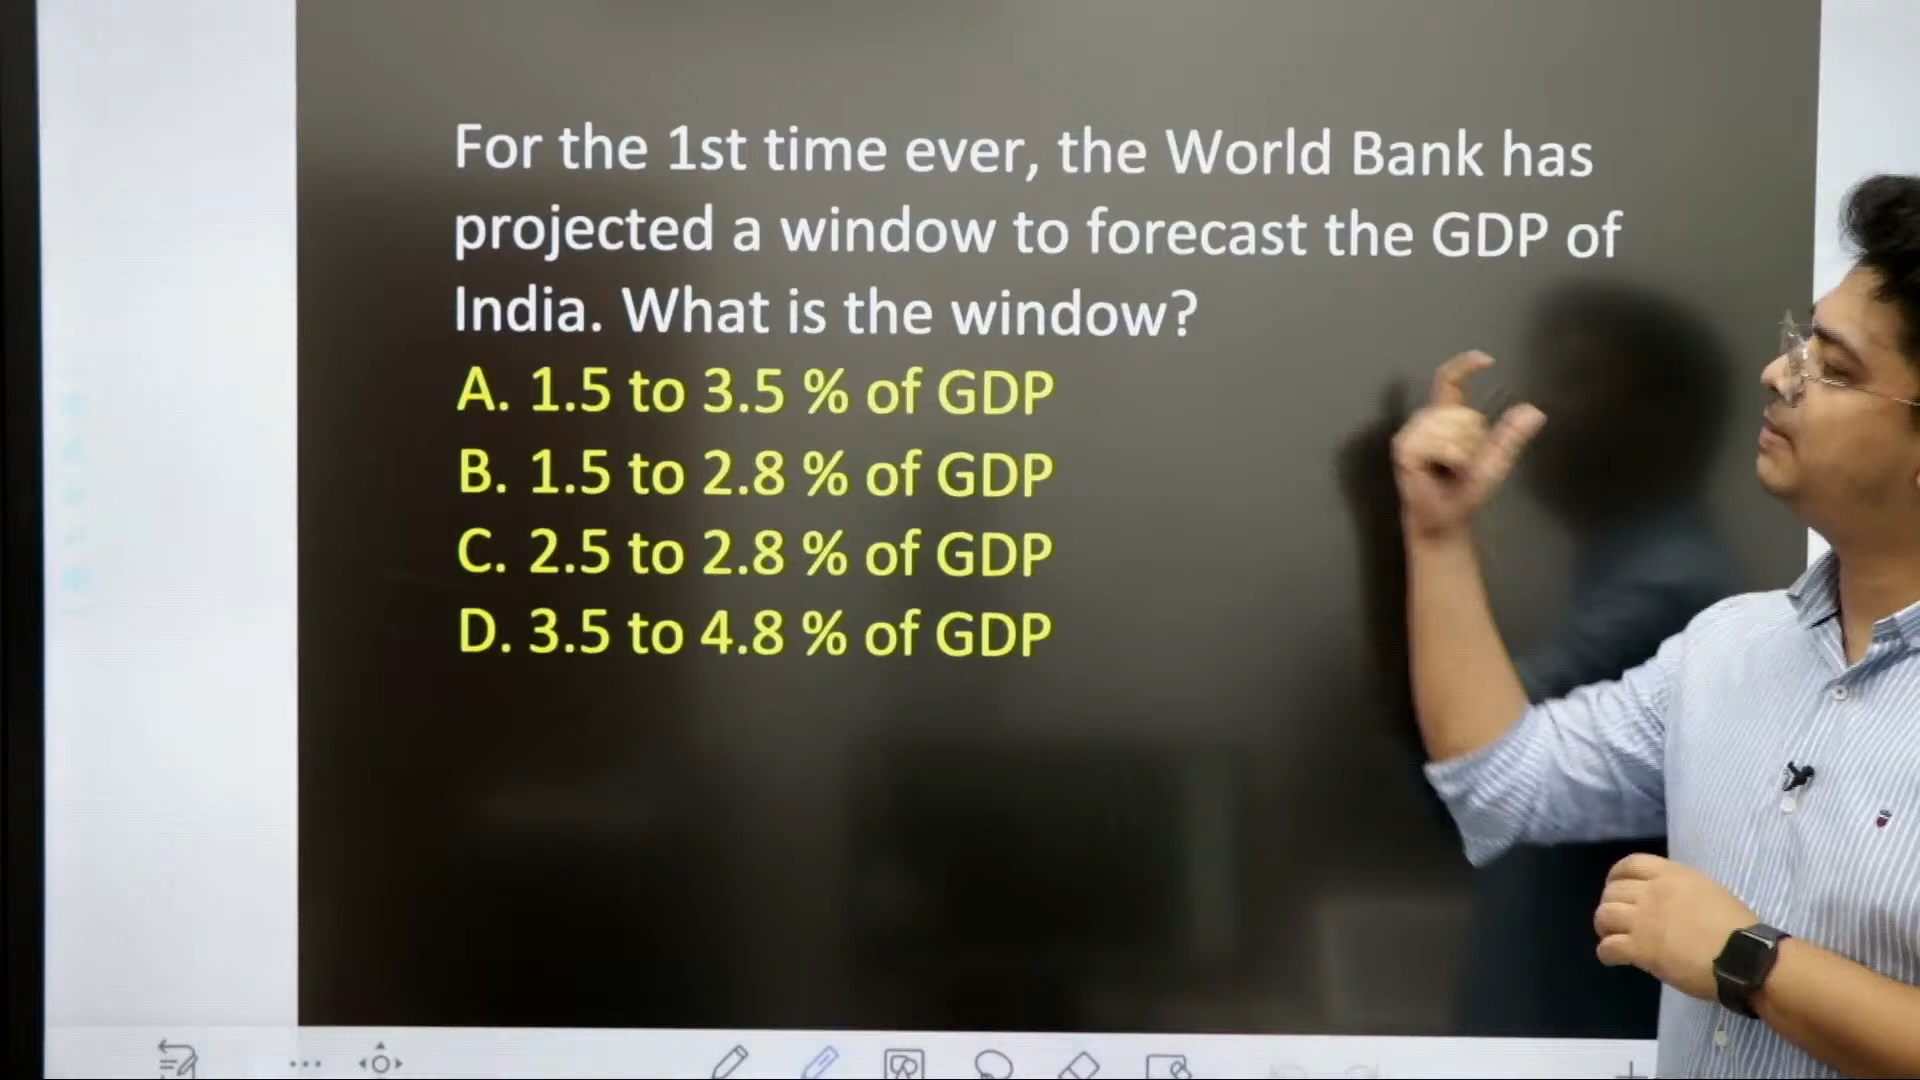 For the 1st time ever, the World Bank has
projected a window to forecast the GDP of
India. What is the window?
A. 1.5 to 3.5 % of GDP
B. 1.5 to 2.8 % of GDP
C. 2.5 to 2.8 % of GDP
D. 3.5 to 4.8 % of GDP